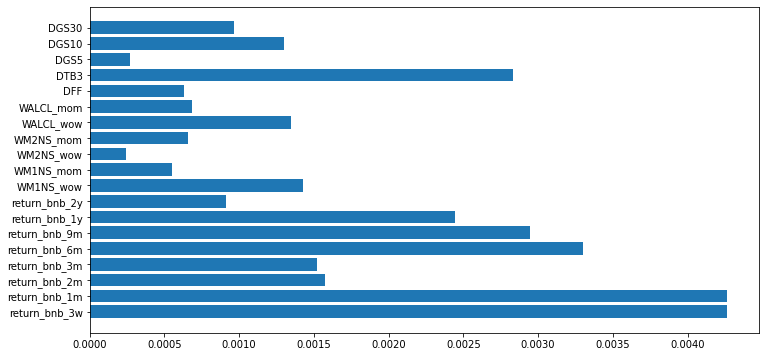 DGS30
DGS10
DGS5
DTB3
DFF
WALCL_mom
WALCL_wow
WM2NS_mom
WM2NS_wow
WM1NS_mom
WM1NS_wow
return_bnb_2y
return_bnb_1y
return_bnb_9m
return_bnb_6m
return_bnb_3m
return_bnb_2m
return_bnb_1m
return_bnb_3w
0.0000 0.0005 0.0010 0.0015 0.0020 0.0025 0.0030 0.0035 0.0040